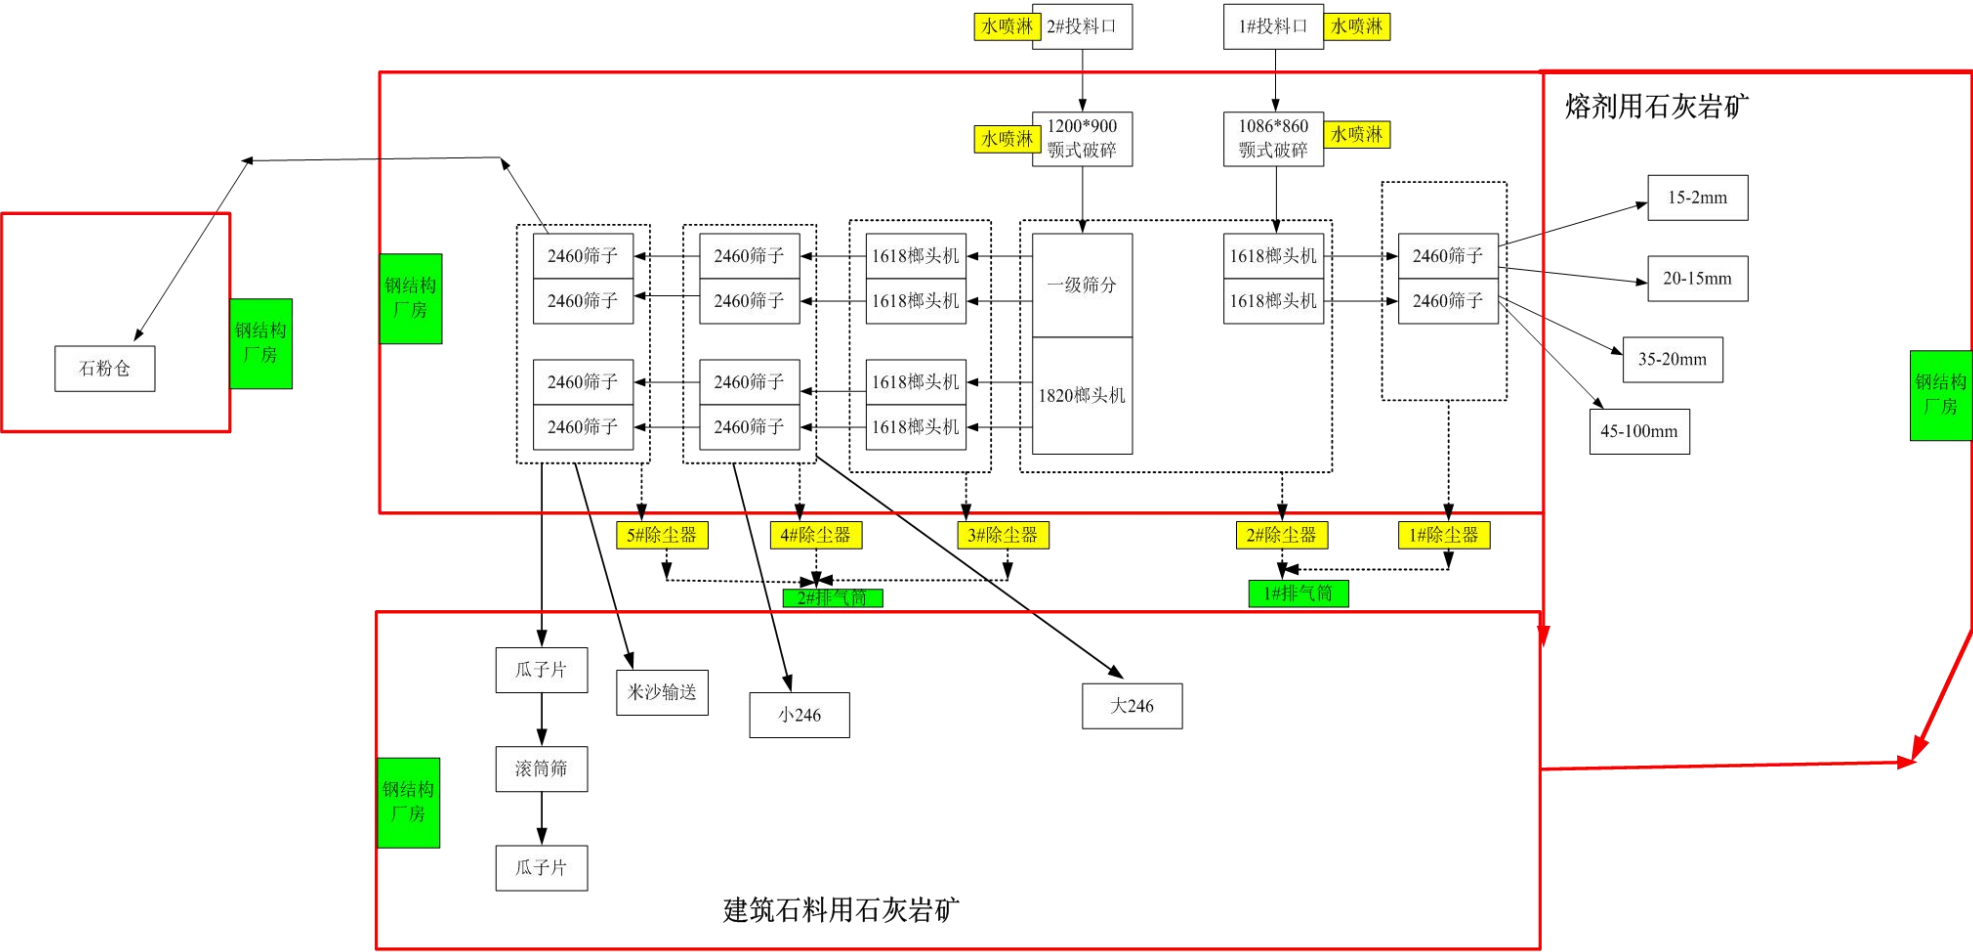 水喷淋
2#投料口
1#投料口
水喷淋
熔剂用石灰岩矿
水喷淋
1200*900
颚式破碎
1086*860
颚式破碎
水喷淋
15-2mm
2460筛子
2460筛子
1618榔头机
一级筛分
1618榔头机
2460筛子
20-15mm
2460筛子
2460筛子
1618榔头机
1618榔头机
2460筛子
钢结构
厂房
钢结构
厂房
石粉仓
35-20mm
2460筛子
2460筛子
1618榔头机
1820榔头机
钢结构
厂房
2460筛子
2460筛子
1618榔头机
45-100mm
5#除尘器
4#除尘器
3#除尘器
2#除尘器
1#除尘器
2#排气筒
1#排气筒
瓜子片
米沙输送
小246
大246
滚筒筛
钢结构
厂房
瓜子片
建筑石料用石灰岩矿